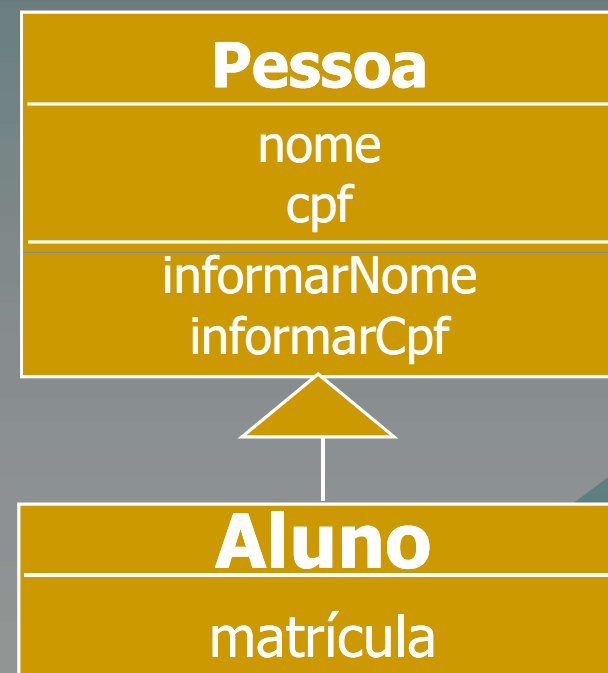 Pessoa
nome
cpf
informarNome
informarCpf
Aluno
matrícula